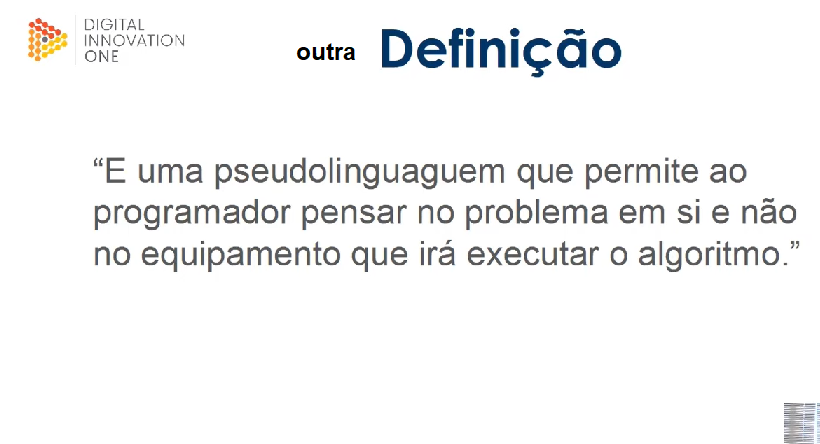 DIGITAL
INNOVATION
ONE
outra Definição
“E uma pseudolinguaguem que permite ao
programador pensar no problema em si e não
no equipamento que irá executar o algoritmo.”